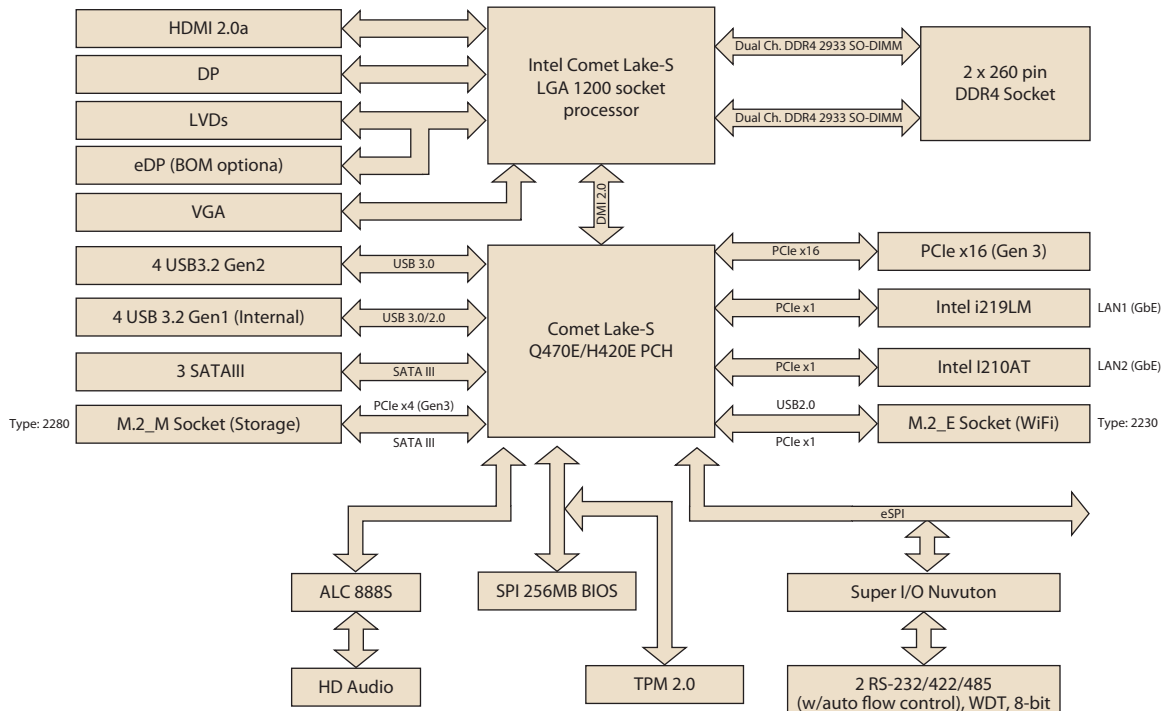 HDMI 2.0a
DP
LVDs
eDP (BOM optiona)
VGA
Intel Comet Lake-S
LGA 1200 socket
processor
Dual Ch. DDR4 2933 SO-DIMM
Dual Ch. DDR4 2933 SO-DIMM
2 x 260 pin
DDR4 Socket
DMI 2.0
4 USB3.2 Gen2
USB 3.0
4 USB 3.2 Gen1 (Internal)
USB 3.0/2.0
3 SATAIII
SATA III
Type: 2280
M.2_M Socket (Storage)
PCIe x4 (Gen3)
SATA III
Comet Lake-S
Q470E/H420E PCH
PCIe x16
PCIe x16 (Gen 3)
PCIe x1
Intel i219LM
LAN1 (GbE)
PCIe x1
Intel I210AT
LAN2 (GbE)
USB2.0
PCIe x1
M.2_E Socket (WiFi)
Type: 2230
eSPI
ALC 888S
SPI 256MB BIOS
Super I/O Nuvuton
HD Audio
TPM 2.0
2 RS-232/422/485
(w/auto flow control), WDT, 8-bit